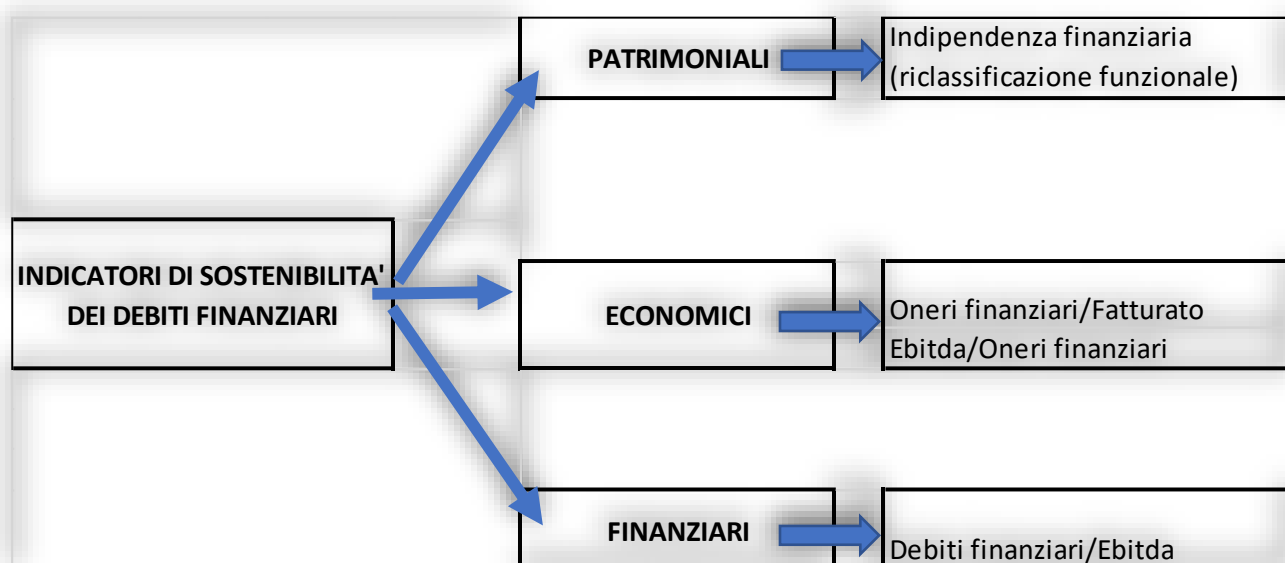 PATRIMONIALI
Indipendenza finanziaria
(riclassificazione funzionale)
INDICATORI DI SOSTENIBILITA'
DEI DEBITI FINANZIARI
ECONOMICI
Oneri finanziari/Fatturato
Ebitda/Oneri finanziari
FINANZIARI
Debiti finanziari/Ebitda